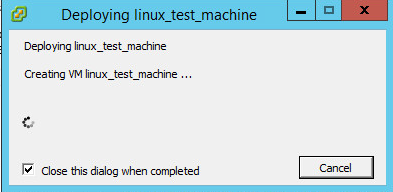 Deploying linux_test_machine
Deploying linux_test_machine
Creating VM linux_test_machine ...
Close this dialog when completed
Cancel